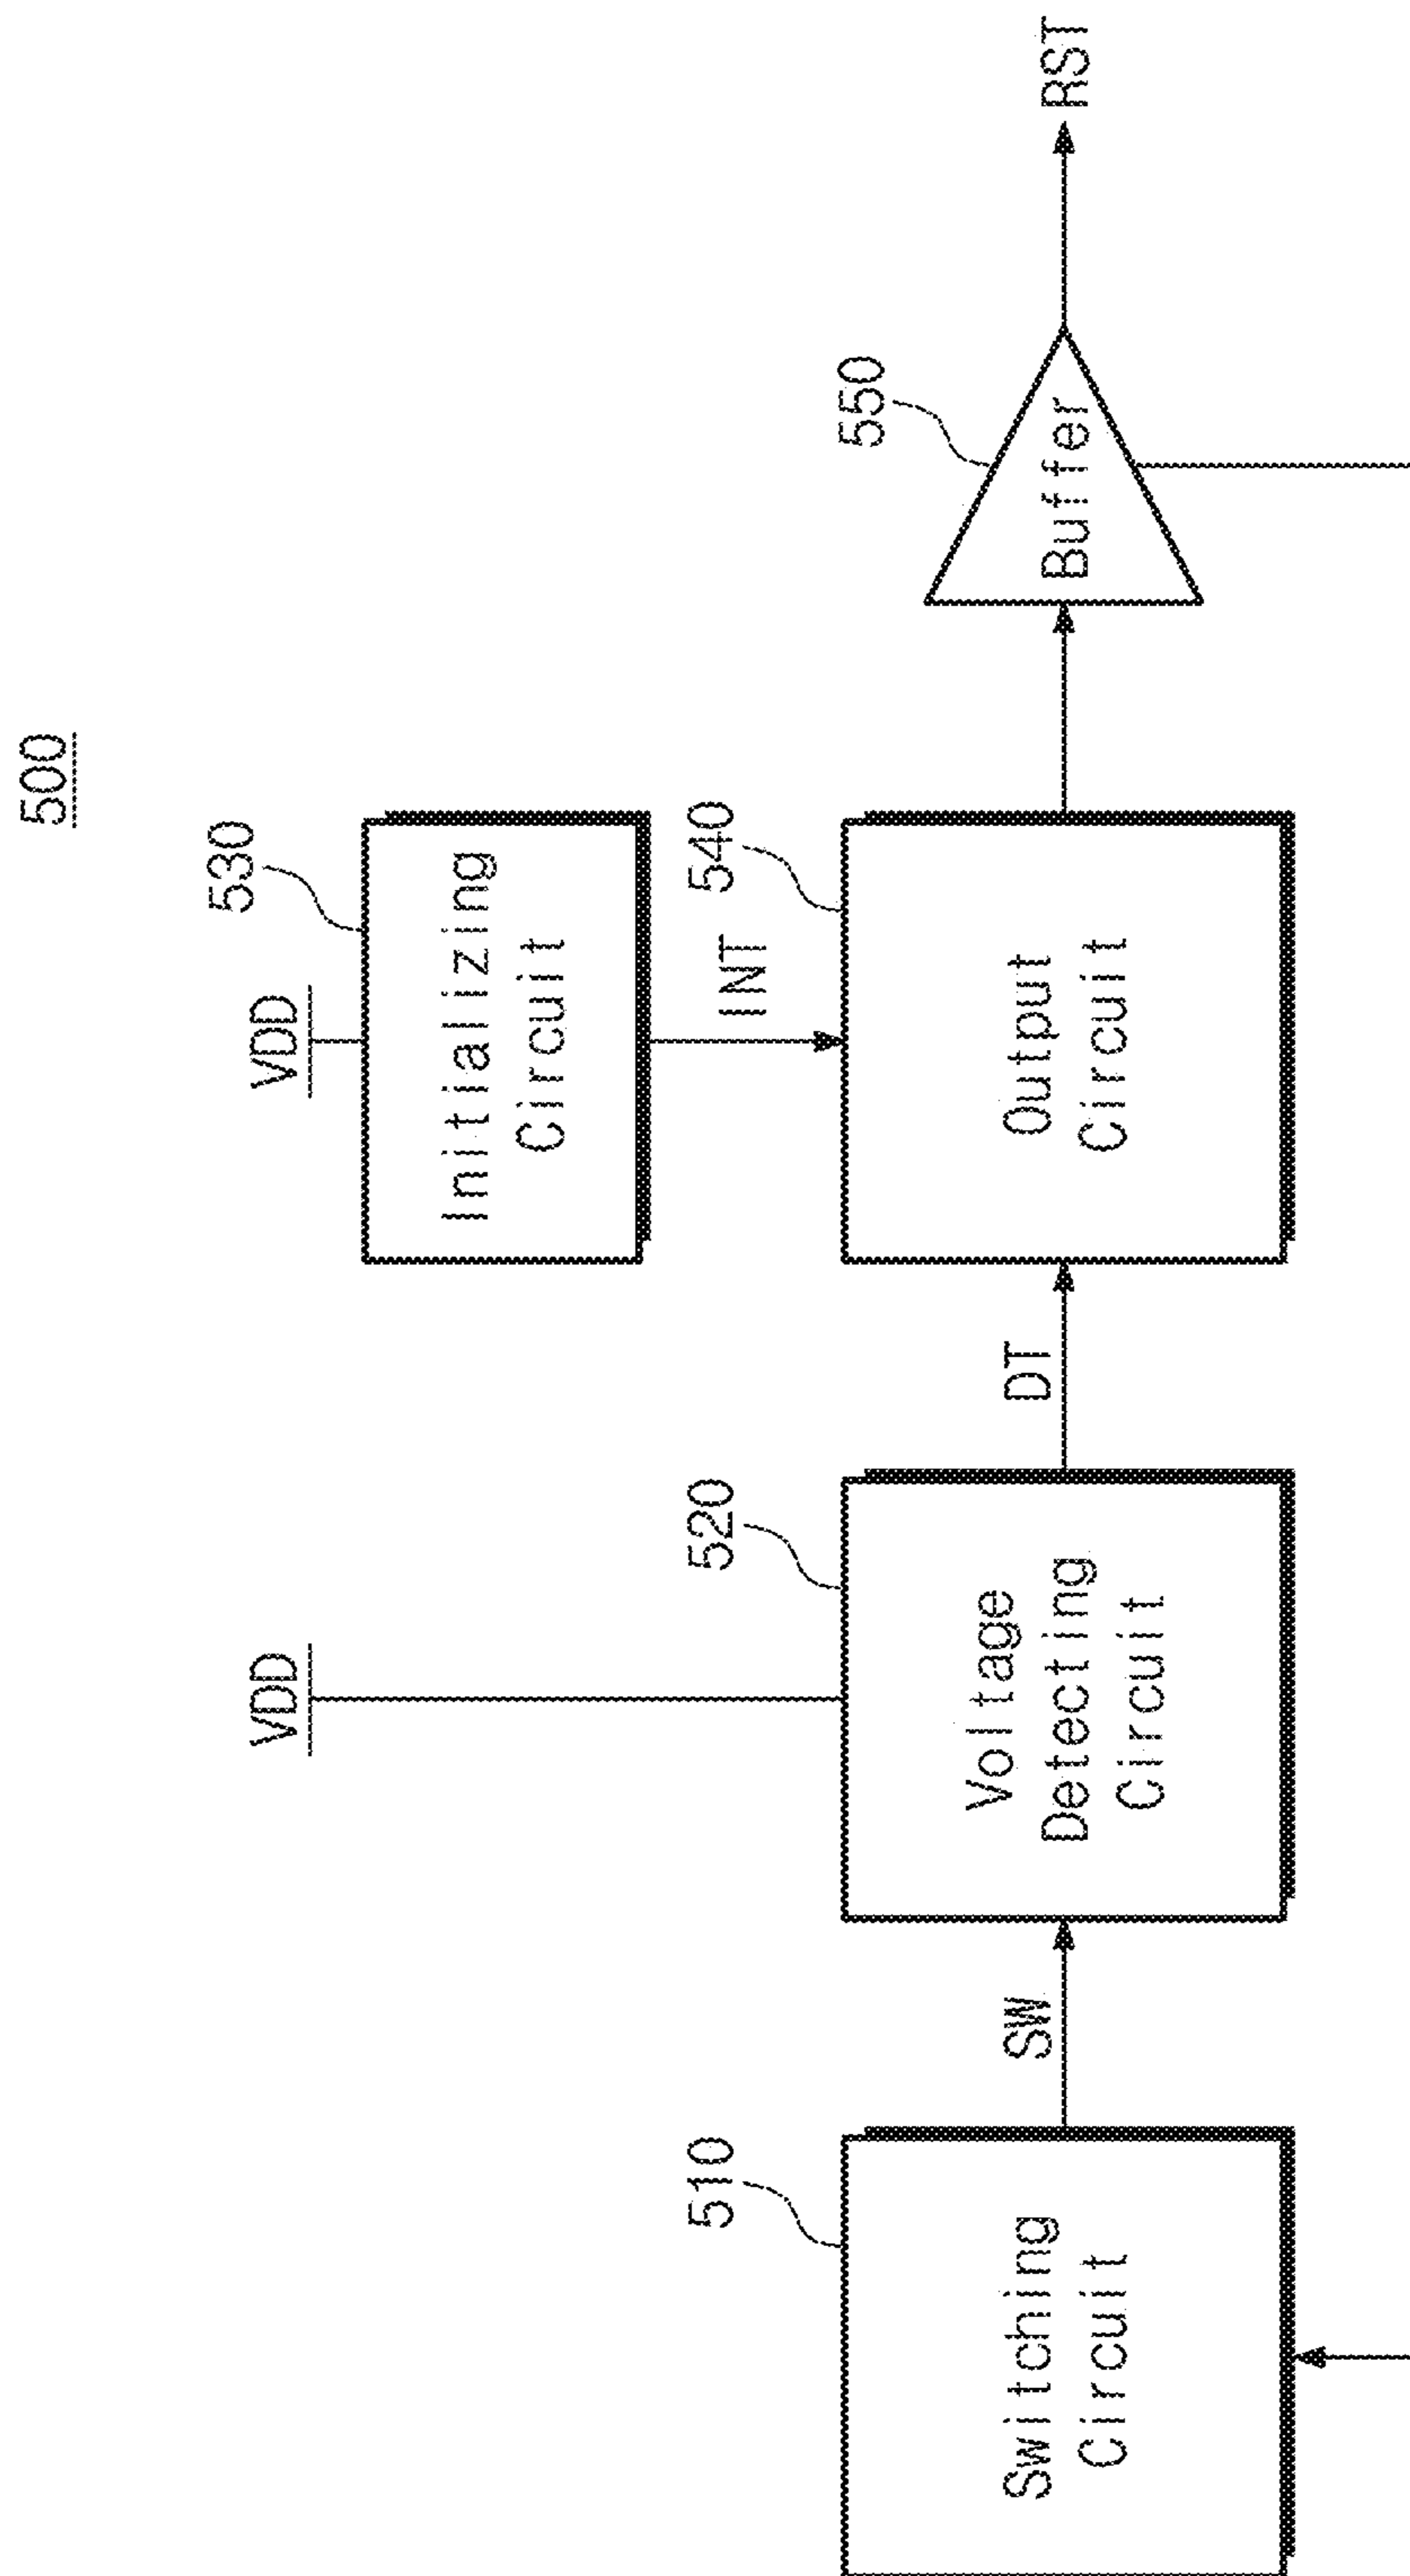 500
VDD
VDD
530
Initializing
Circuit
INT
510
520
540
550
Switching
Circuit
SW
Voltage
Detecting
Circuit
DT
Output
Circuit
Buffer
RST